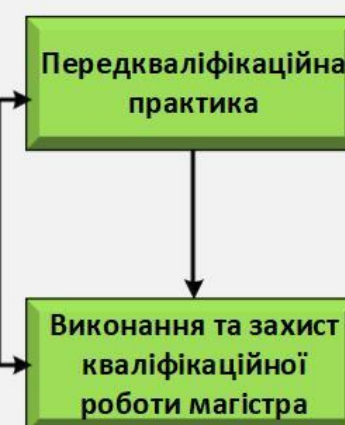 Передкваліфікаційна
практика
Виконання та захист
кваліфікаційної
роботи магістра